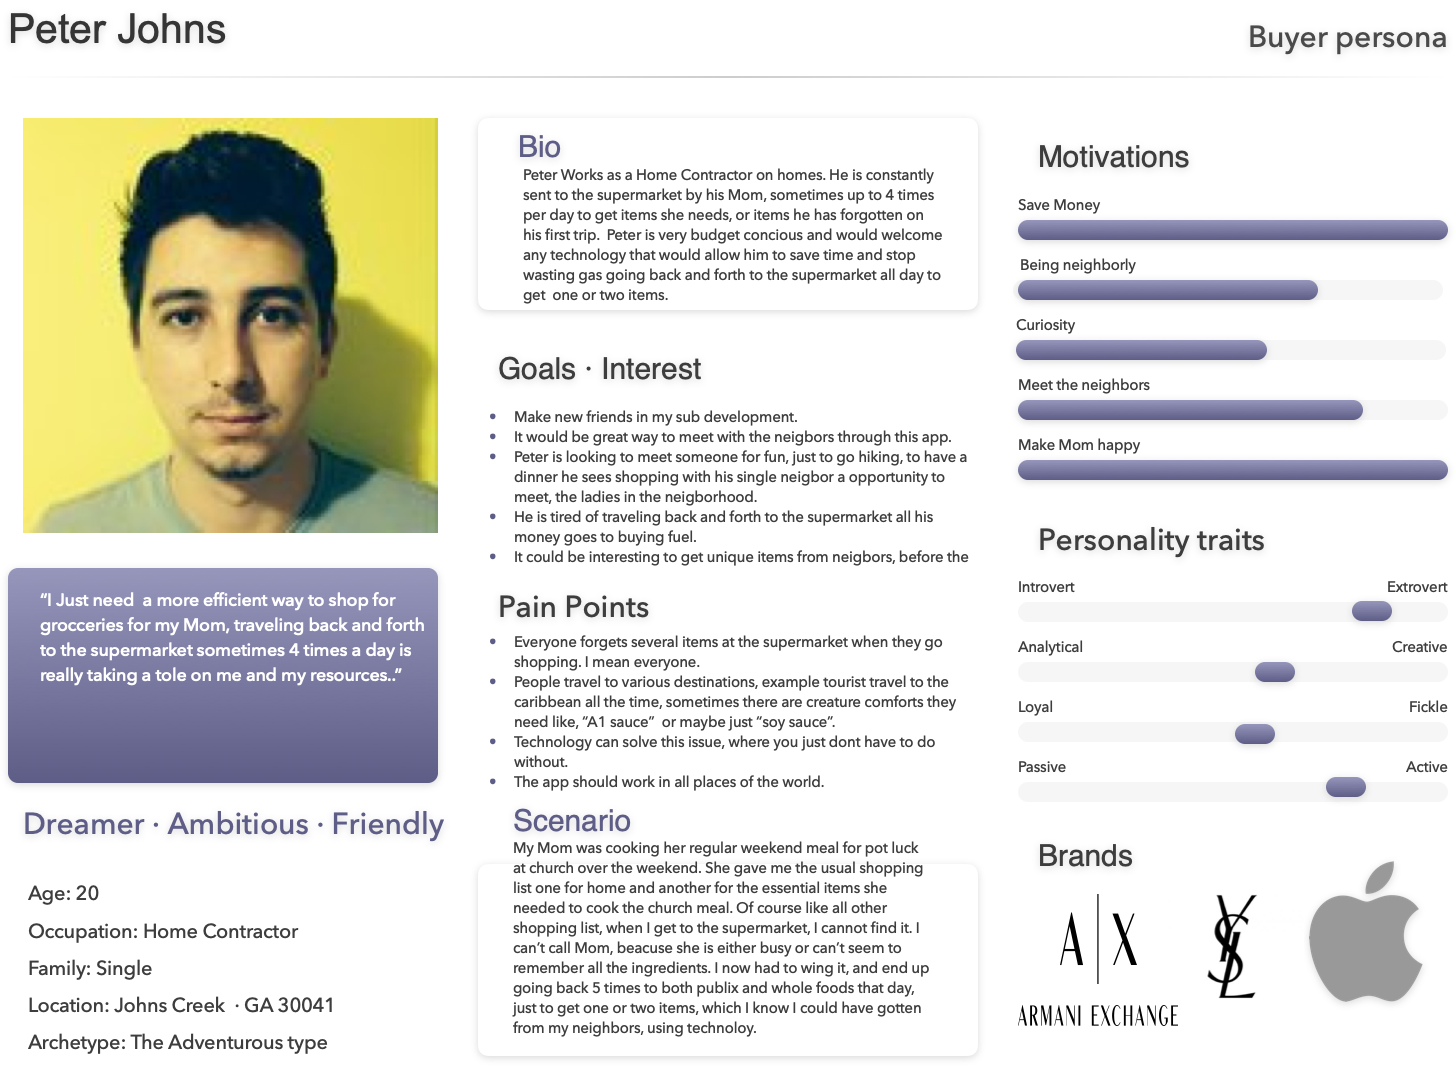 Peter Johns
Buyer persona
“I Just need  a more efficient way to shop for
grocceries for my Mom, traveling back and forth
to the supermarket sometimes 4 times a day is
really taking a tole on me and my resources..”
Dreamer · Ambitious · Friendly
Age: 20
Occupation: Home Contractor
Family: Single
Location: Johns Creek  · GA 30041
Archetype: The Adventurous type
Bio
Peter Works as a Home Contractor on homes. He is constantly
sent to the supermarket by his Mom, sometimes up to 4 times
per day to get items she needs, or items he has forgotten on
his first trip.  Peter is very budget concious and would welcome
any technology that would allow him to save time and stop
wasting gas going back and forth to the supermarket all day to
get  one or two items.
Goals · Interest
• Make new friends in my sub development.
• It would be great way to meet with the neigbors through this app.
• Peter is looking to meet someone for fun, just to go hiking, to have a
dinner he sees shopping with his single neigbor a opportunity to
meet, the ladies in the neigborhood.
• He is tired of traveling back and forth to the supermarket all his
money goes to buying fuel.
• It could be interesting to get unique items from neigbors, before the
Pain Points
• Everyone forgets several items at the supermarket when they go
shopping. I mean everyone.
• People travel to various destinations, example tourist travel to the
caribbean all the time, sometimes there are creature comforts they
need like, “A1 sauce”  or maybe just “soy sauce”.
• Technology can solve this issue, where you just dont have to do
without.
• The app should work in all places of the world.
Scenario
My Mom was cooking her regular weekend meal for pot luck
at church over the weekend. She gave me the usual shopping
list one for home and another for the essential items she
needed to cook the church meal. Of course like all other
shopping list, when I get to the supermarket, I cannot find it. I
can’t call Mom, beacuse she is either busy or can’t seem to
remember all the ingredients. I now had to wing it, and end up
going back 5 times to both publix and whole foods that day,
just to get one or two items, which I know I could have gotten
from my neighbors, using technoloy.
Motivations
Save Money
Being neighborly
Curiosity
Meet the neighbors
Make Mom happy
Personality traits
Introvert Extrovert
Analytical Creative
Loyal Fickle
Passive Active
Brands
A|X
ARMANI EXCHANGE
YSL